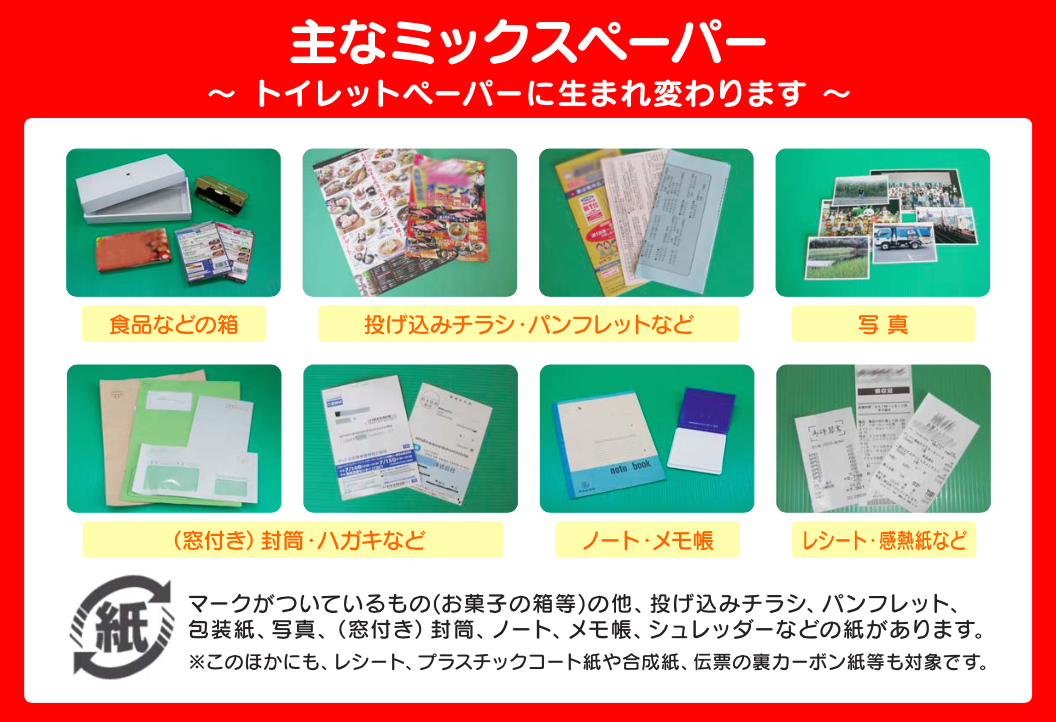 主なミックスペーパー
～ トイレットペーパーに生まれ変わります ～
オープン
食品などの箱
投げ込みチラシ・パンフレットなど
写真
note book
領収証
（窓付き）封筒・ハガキなど
ノート・メモ帳
レシート・感熱紙など
紙
マークがついているもの(お菓子の箱等)の他、投げ込みチラシ、パンフレット、
包装紙、写真、（窓付き）封筒、ノート、メモ帳、シュレッダーなどの紙があります。
※このほかにも、レシート、プラスチックコート紙や合成紙、伝票の裏カーボン紙等も対象です。